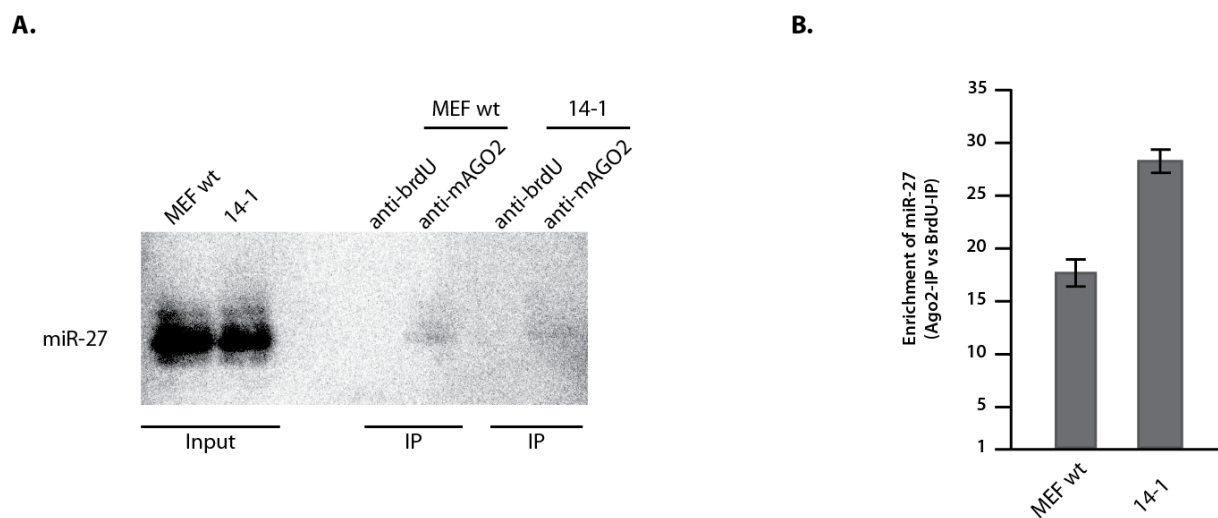 A.
MEF wt
14-1
MEF wt
14-1
anti-brdU
anti-mAGO2
anti-brdU
anti-mAGO2
miR-27
Input
IP
IP
B.
Enrichment of miR-27
(Ago2-IP vs BrdU-IP)
35
30
25
20
15
10
5
1
MEF wt
14-1